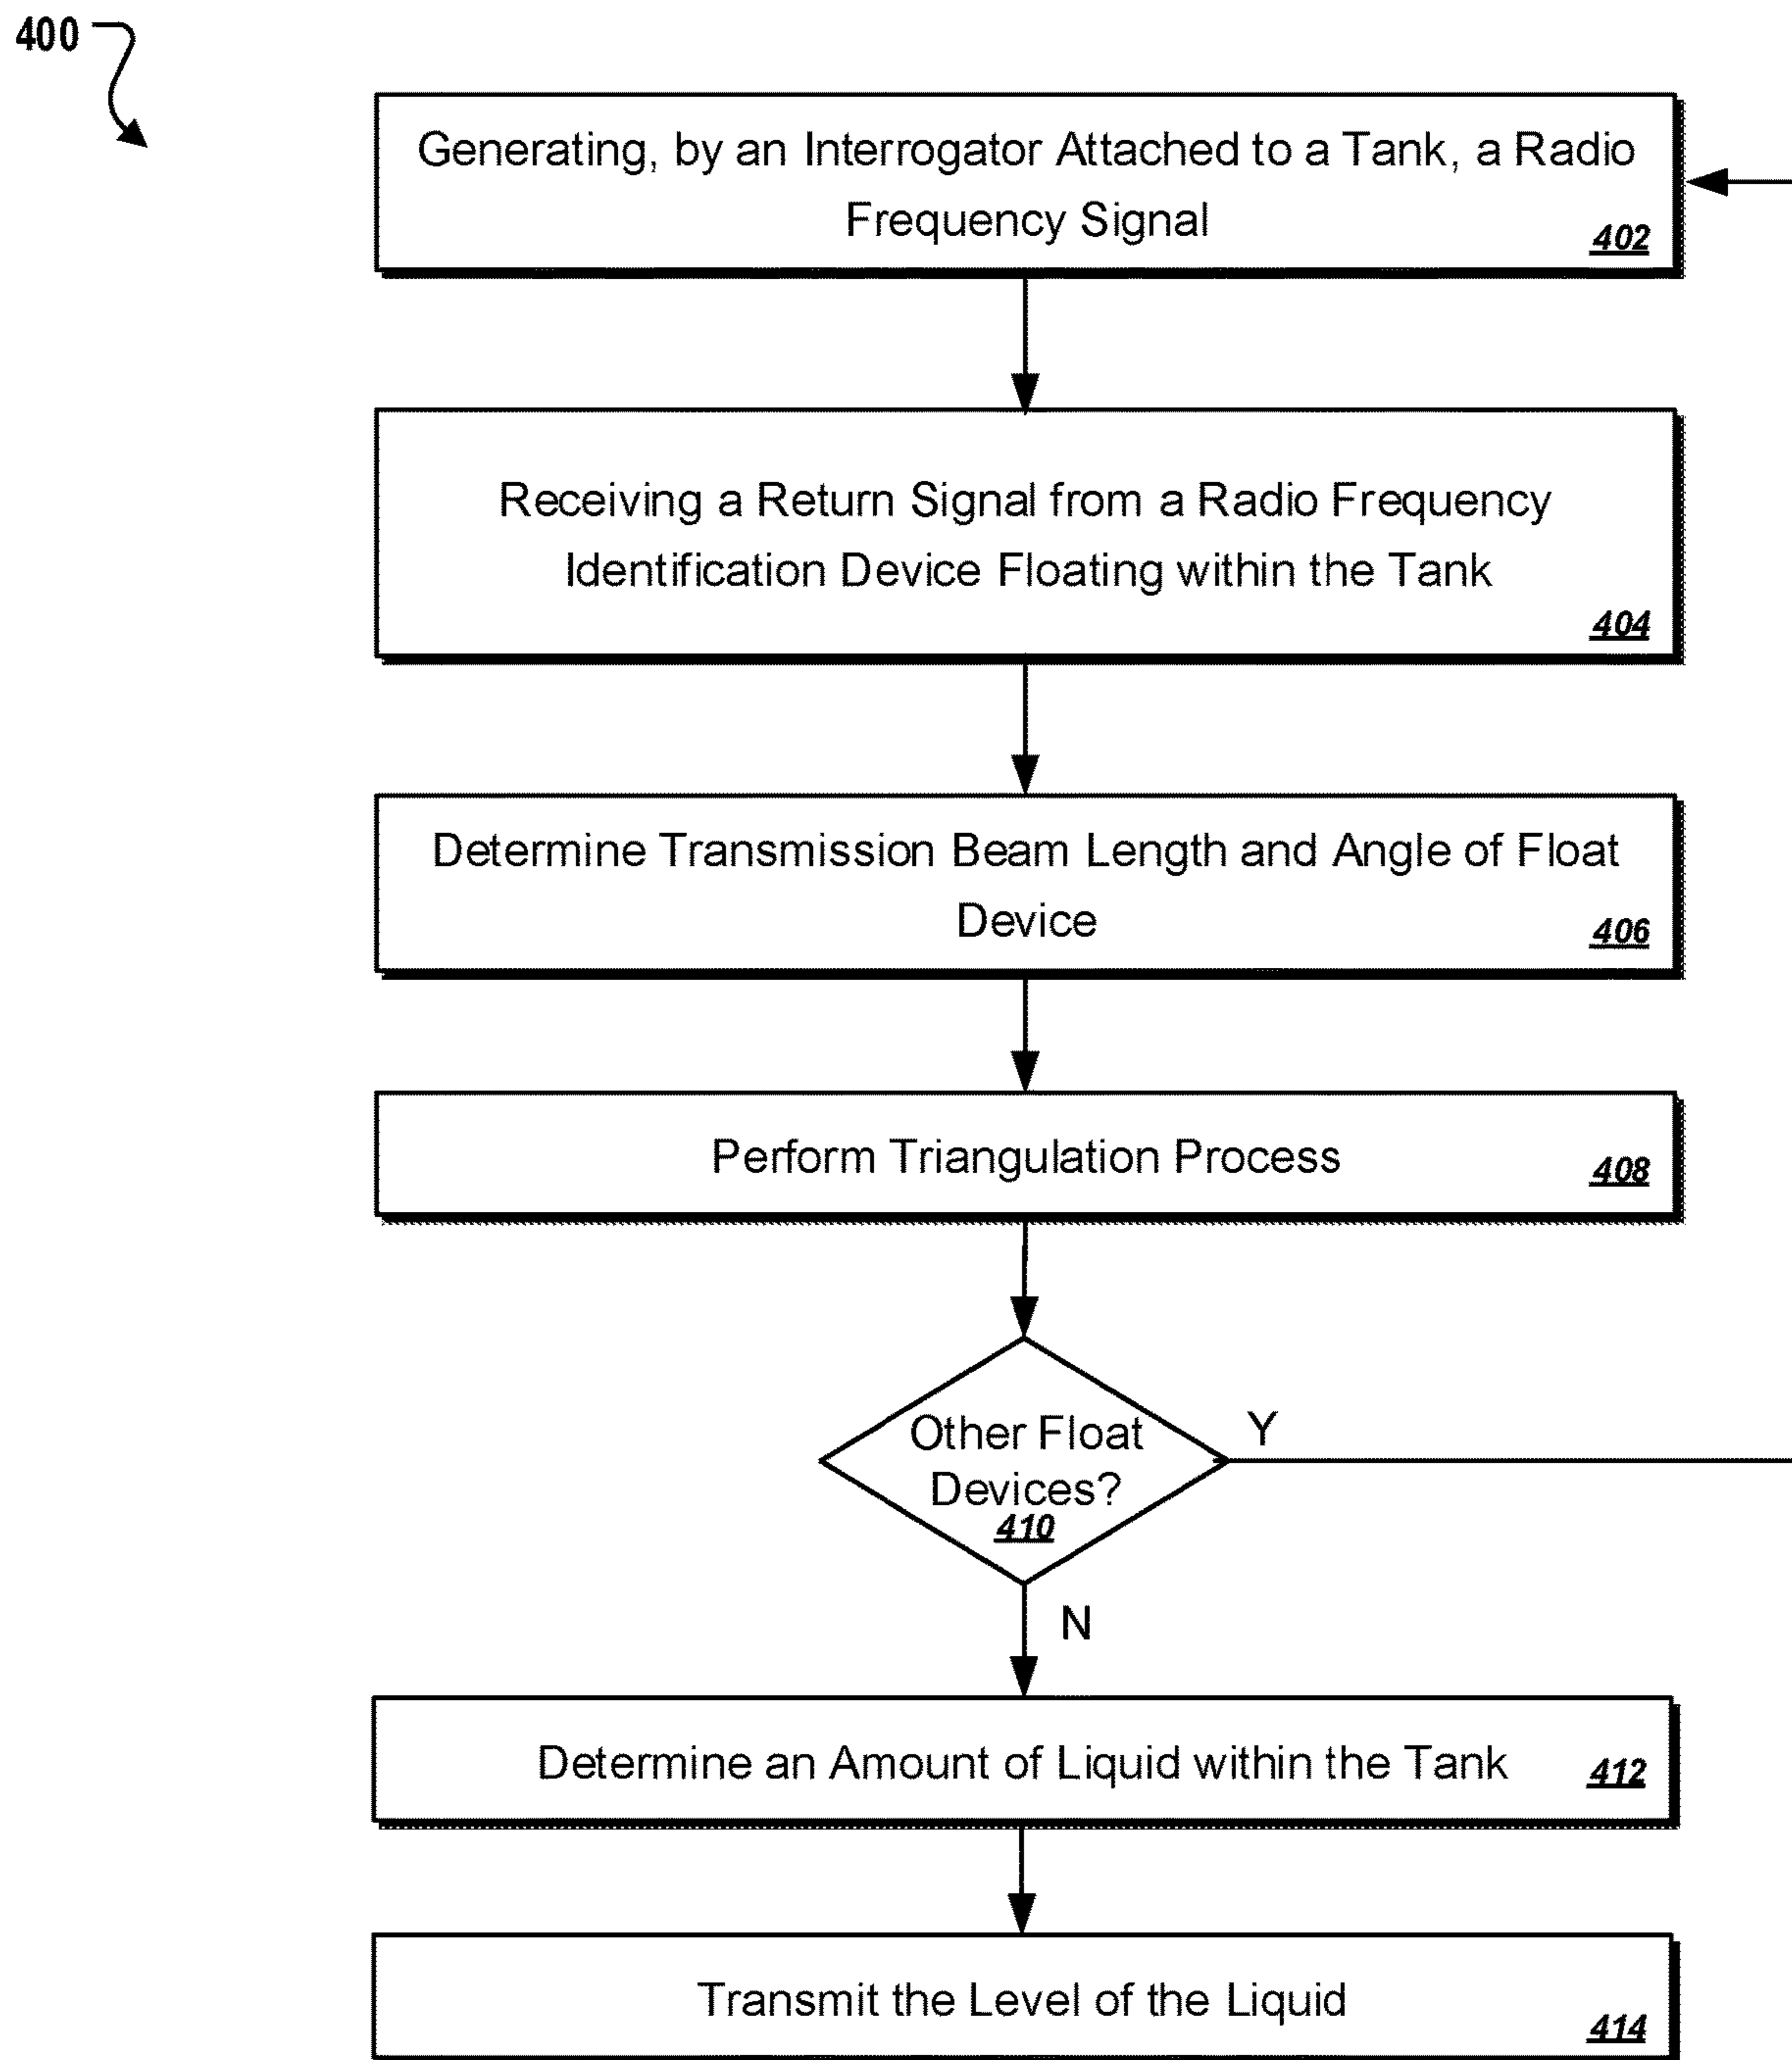 400
Generating, by an Interrogator Attached to a Tank, a Radio
Frequency Signal
402
Receiving a Return Signal from a Radio Frequency
Identification Device Floating within the Tank
404
Determine Transmission Beam Length and Angle of Float
Device
406
Perform Triangulation Process
408
Other Float
Devices?
410
Y
N
Determine an Amount of Liquid within the Tank
412
Transmit the Level of the Liquid
414